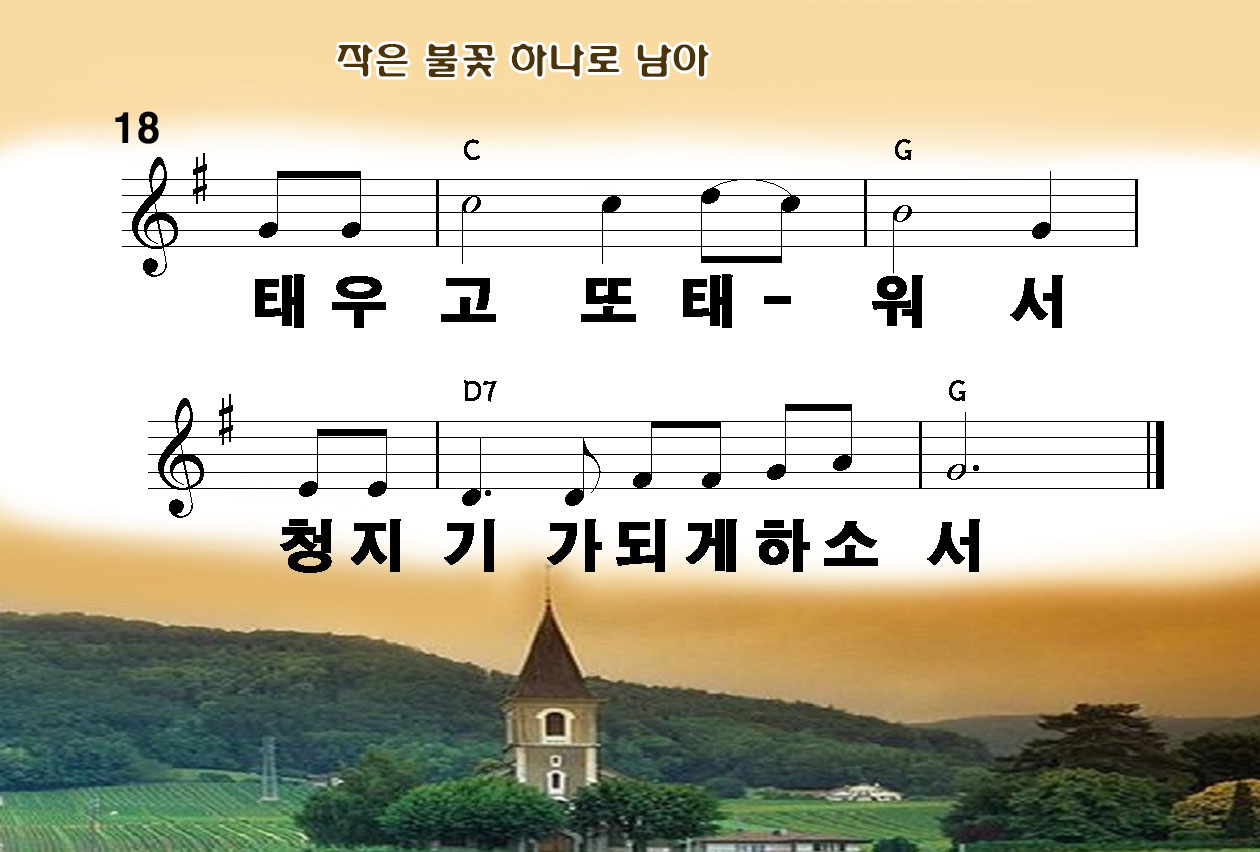 작은 불꽃 하나로 남아
18
C G
태우 고 또 태 - 워 서
D7 G
청지 기 가되게하소 서